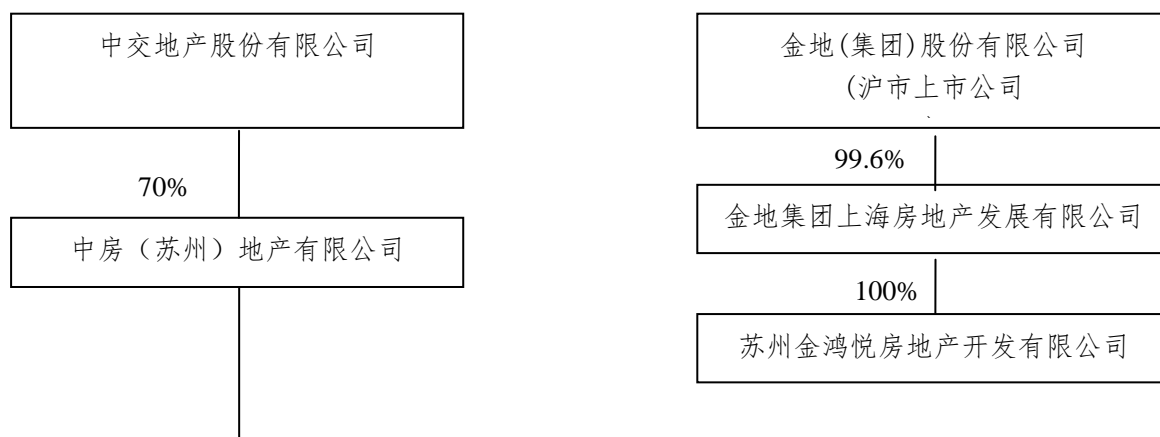 中交地产股份有限公司
金地(集团)股份有限公司
(沪市上市公司
70%
99.6%
中房（苏州）地产有限公司
金地集团上海房地产发展有限公司
100%
苏州金鸿悦房地产开发有限公司